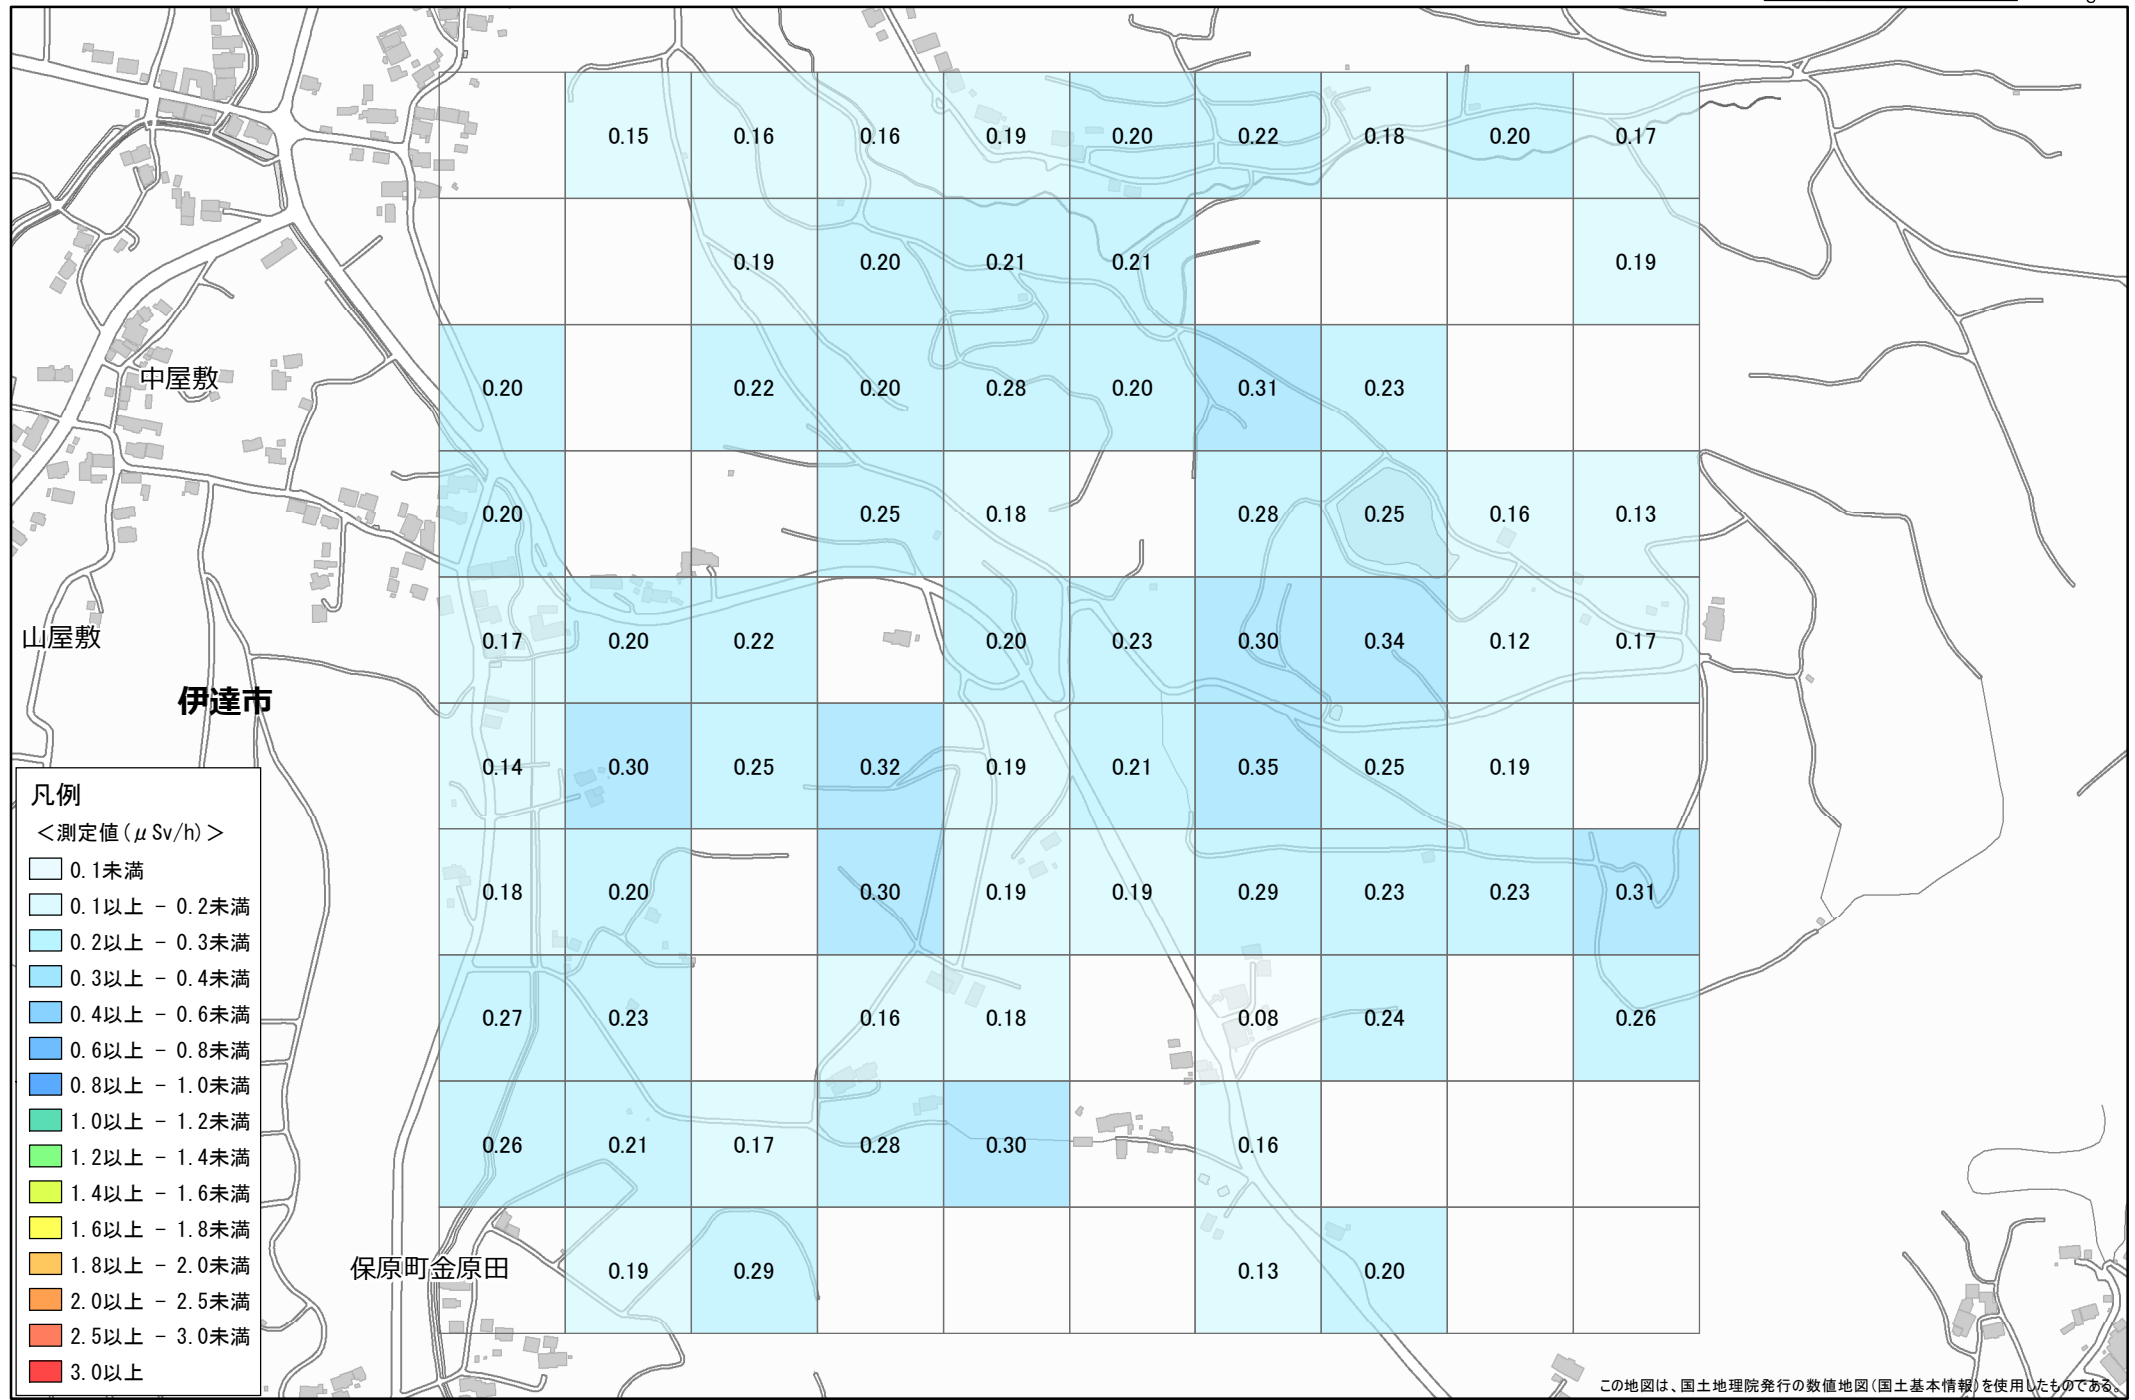 0.15 0.16 0.16 0.19 0.20 0.22 0.18 0.20 0.17
0.19 0.20 0.21 0.21 0.19
0.20 0.22 0.20 0.28 0.20 0.31 0.23
中屋敷
0.20 0.25 0.18 0.28 0.25 0.16 0.13
0.17 0.20 0.22 0.20 0.23 0.30 0.34 0.12 0.17
山屋敷
伊達市
0.14 0.30 0.25 0.32 0.19 0.21 0.35 0.25 0.19
0.18 0.20 0.30 0.19 0.19 0.29 0.23 0.23 0.31
0.27 0.23 0.16 0.18 0.08 0.24 0.26
0.26 0.21 0.17 0.28 0.30 0.16
保原町金原田
0.19 0.29 0.13 0.20
凡例
＜測定値(μSv/h)＞
0.1未満
0.1以上 - 0.2未満
0.2以上 - 0.3未満
0.3以上 - 0.4未満
0.4以上 - 0.6未満
0.6以上 - 0.8未満
0.8以上 - 1.0未満
1.0以上 - 1.2未満
1.2以上 - 1.4未満
1.4以上 - 1.6未満
1.6以上 - 1.8未満
1.8以上 - 2.0未満
2.0以上 - 2.5未満
2.5以上 - 3.0未満
3.0以上
この地図は、国土地理院発行の数値地図(国土基本情報)を使用したものである。